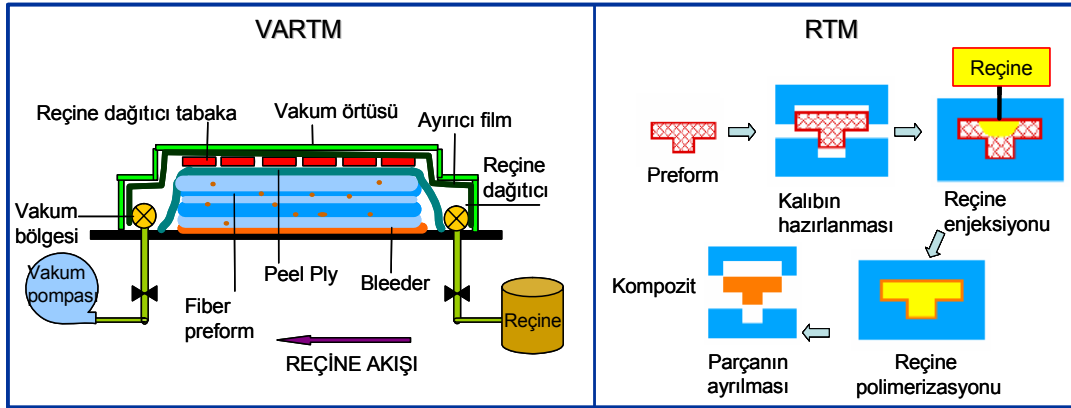 VARTM
Reçine dağıtıcı tabaka
Vakum örtüsü
Ayırıcı film
Reçine
dağıtıcı
Vakum
bölgesi
Vakum
pompası
Fiber
preform
Peel Ply
Bleeder
Reçine
REÇİNE AKIŞI
RTM
Reçine
Preform
Kalıbın
hazırlanması
Reçine
enjeksiyonu
Kompozit
Parçanın
ayrılması
Reçine
polimerizasyonu